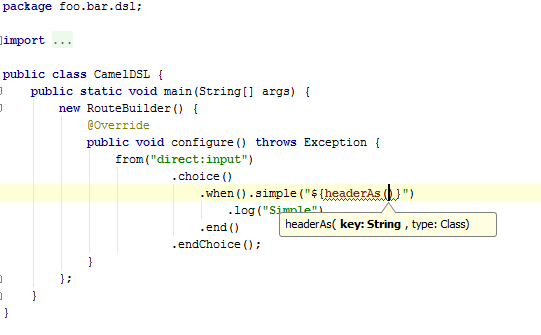 package foo.bar.dsl;
import ...
public class CamelDSL {
public static void main(String[] args) {
new RouteBuilder() {
@Override
public void configure() throws Exception {
from("direct:input")
.choice()
.when().simple("${headerAs()}")
.log("Simple")
.end()
.endChoice();
}
};
}
}
headerAs( key: String , type: Class)